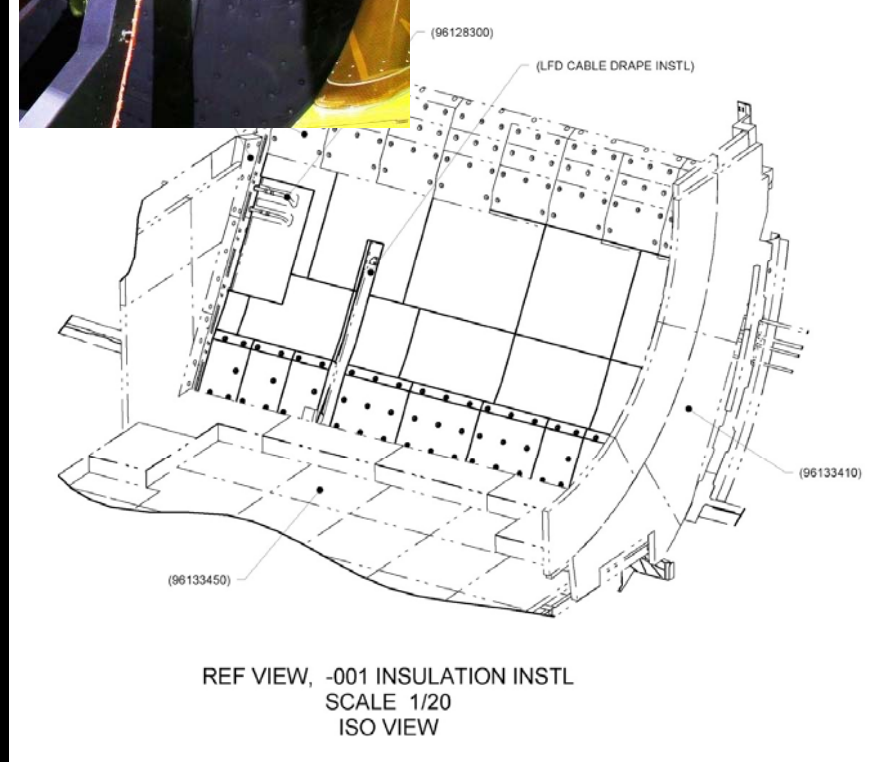 (96128300)
(LFD CABLE DRAPE INSTL)
(96133410)
(96133450)
REF VIEW, -001 INSULATION INSTL
SCALE 1/20
ISO VIEW